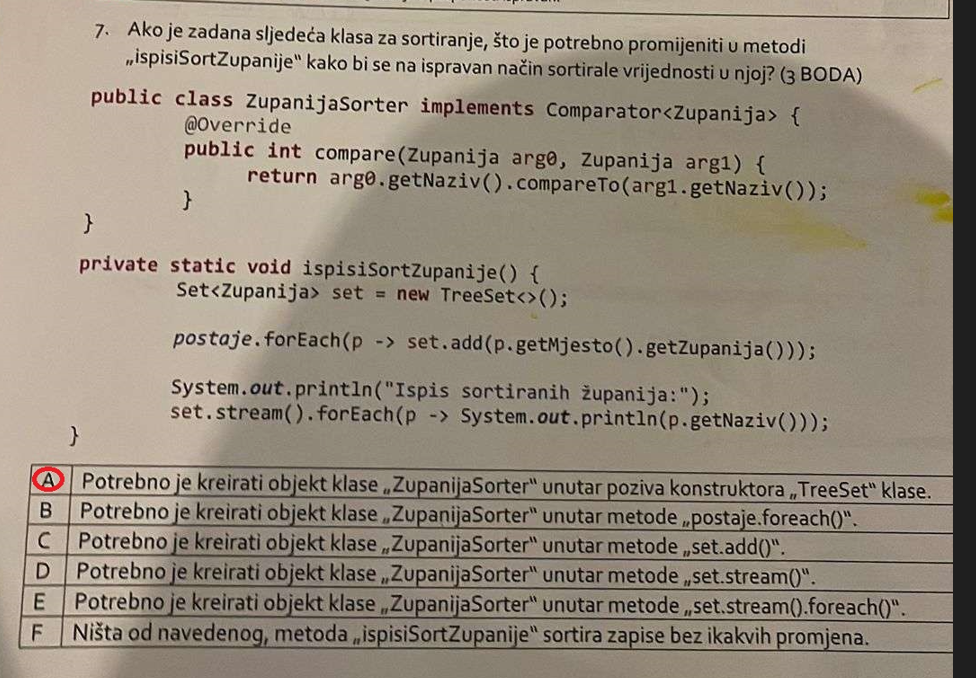 7. Ako je zadana sljedeća klasa za sortiranje, što je potrebno promijeniti u metodi
„ispisiSortZupanije“ kako bi se na ispravan način sortirale vrijednosti u njoj? (3 BODA)
public class ZupanijaSorter implements Comparator<Zupanija> {
@Override
public int compare(Zupanija arg0, Zupanija arg1) {
return arg0.getNaziv().compareTo(arg1.getNaziv());
}
}
private static void ispisiSortZupanije() {
Set<Zupanija> set = new TreeSet<>();
postaje.forEach(p -> set.add(p.getMjesto().getZupanija()));
System.out.println("Ispis sortiranih županija:");
set.stream().forEach(p -> System.out.println(p.getNaziv()));
}
A Potrebno je kreirati objekt klase „ZupanijaSorter“ unutar poziva konstruktora „TreeSet“ klase.
B Potrebno je kreirati objekt klase „ZupanijaSorter“ unutar metode „postaje.foreach()“.
C Potrebno je kreirati objekt klase „ZupanijaSorter“ unutar metode „set.add()“.
D Potrebno je kreirati objekt klase „ZupanijaSorter“ unutar metode „set.stream()“.
E Potrebno je kreirati objekt klase „ZupanijaSorter“ unutar metode „set.stream().foreach()“.
F Ništa od navedenog, metoda „ispisiSortZupanije“ sortira zapise bez ikakvih promjena.